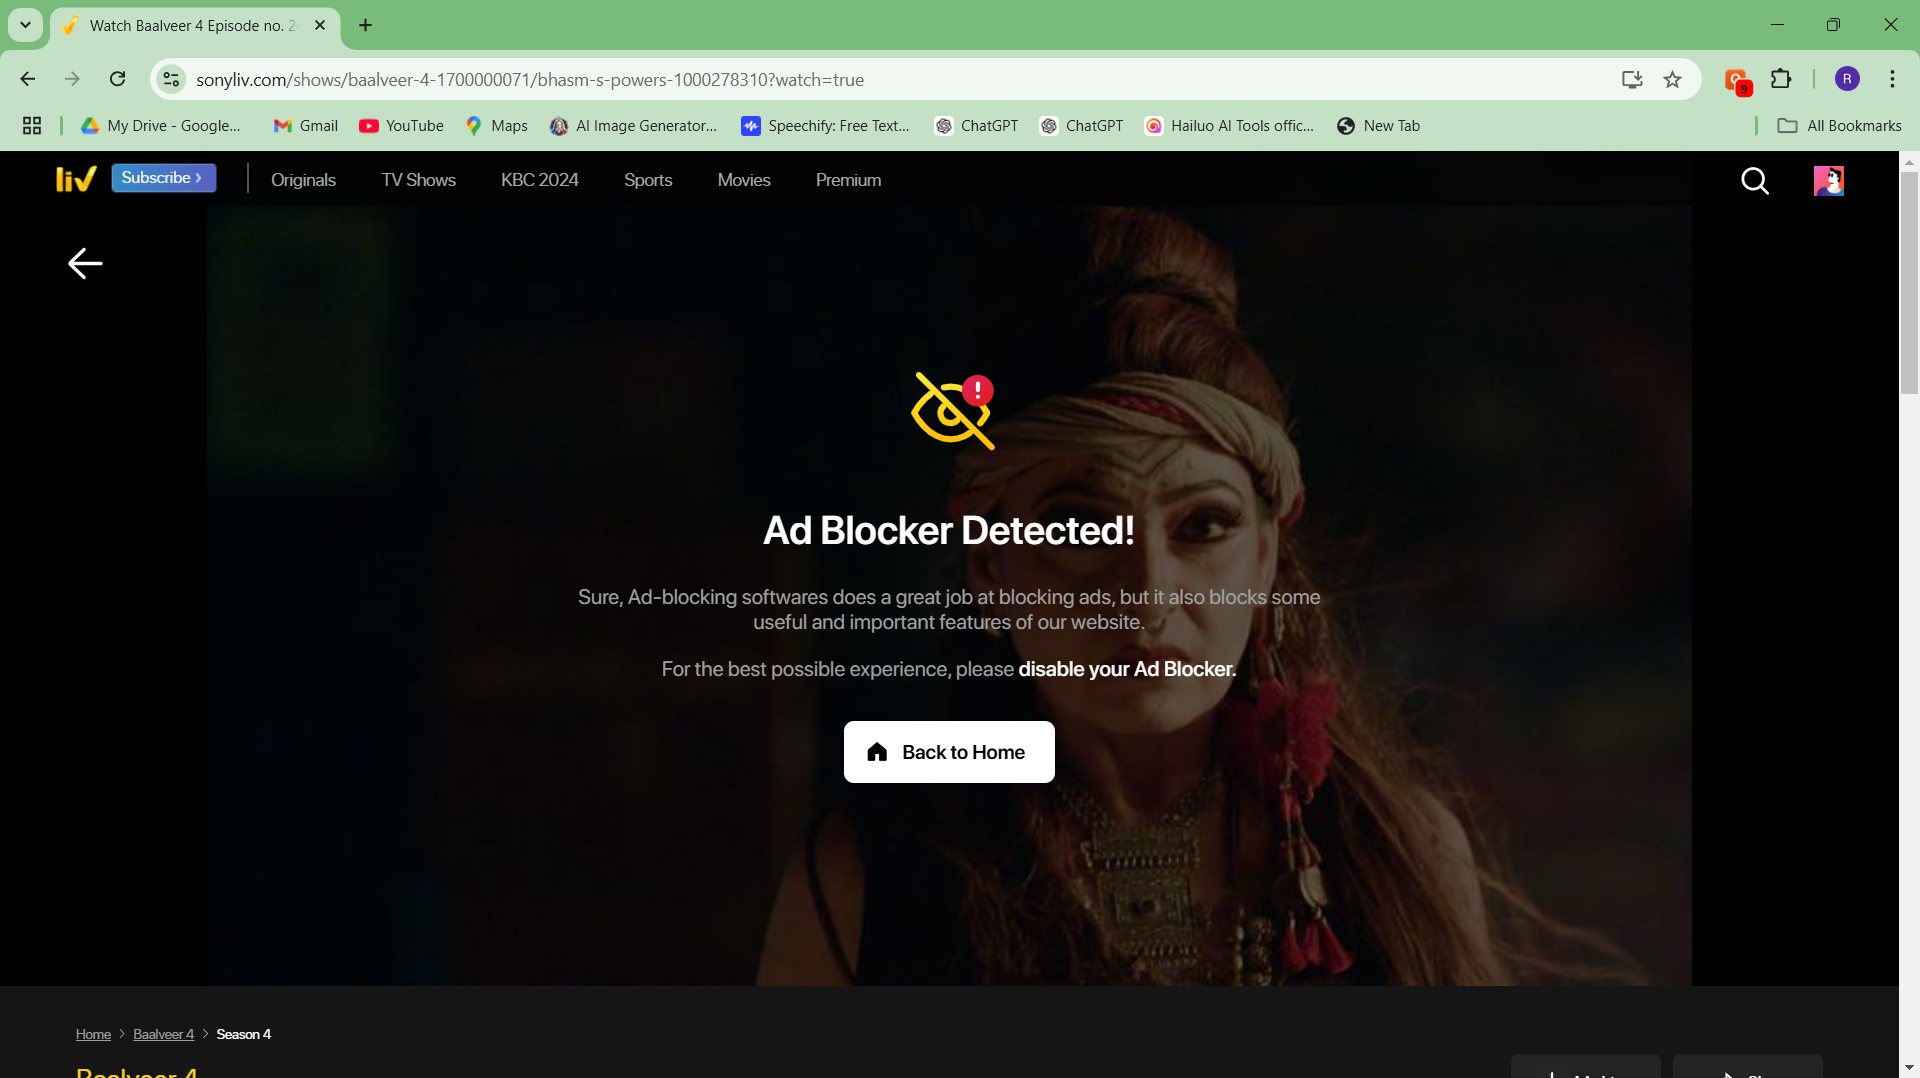 Watch Baalveer 4 Episode no. 2
sonyliv.com/shows/baalveer-4-1700000071/bhasm-s-powers-1000278310?watch=true
9
R
My Drive - Google...
Gmail
YouTube
Maps
AI Image Generator...
Speechify: Free Text...
ChatGPT
ChatGPT
Hailuo AI Tools offic...
New Tab
All Bookmarks
liv
Subscribe >
Originals
TV Shows
KBC 2024
Sports
Movies
Premium
Ad Blocker Detected!
Sure, Ad-blocking softwares does a great job at blocking ads, but it also blocks some
useful and important features of our website.
For the best possible experience, please disable your Ad Blocker.
Back to Home
Home > Baalveer 4 > Season 4
Baalveer 4